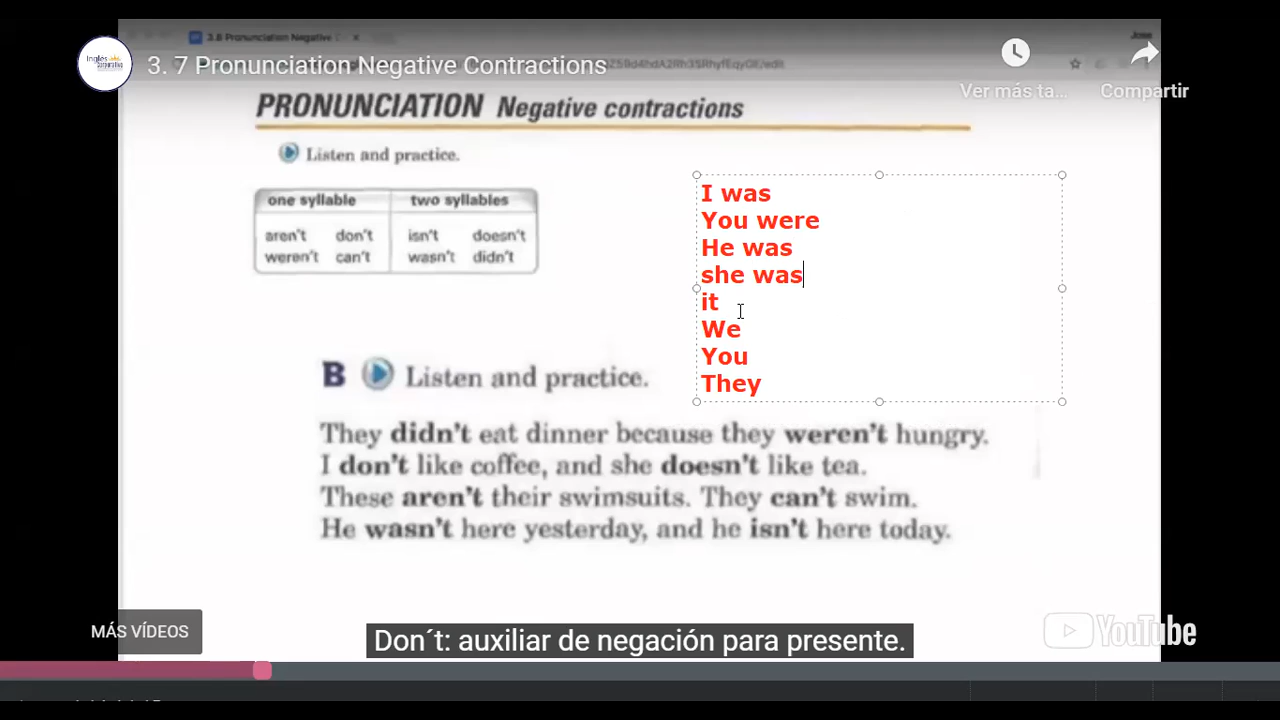 3.8 Pronunciation Negative C
3. 7 Pronunciation Negative Contractions
Ver más ta...
Compartir
PRONUNCIATION Negative contractions
Listen and practice.
one syllable two syllables
aren't don't isn't doesn't
weren't can't wasn't didn't
I was
You were
He was
she was
it
We
You
They
B Listen and practice.
They didn't eat dinner because they weren't hungry.
I don't like coffee, and she doesn't like tea.
These aren't their swimsuits. They can't swim.
He wasn't here yesterday, and he isn't here today.
MÁS VÍDEOS
YouTube
Don´t: auxiliar de negación para presente.